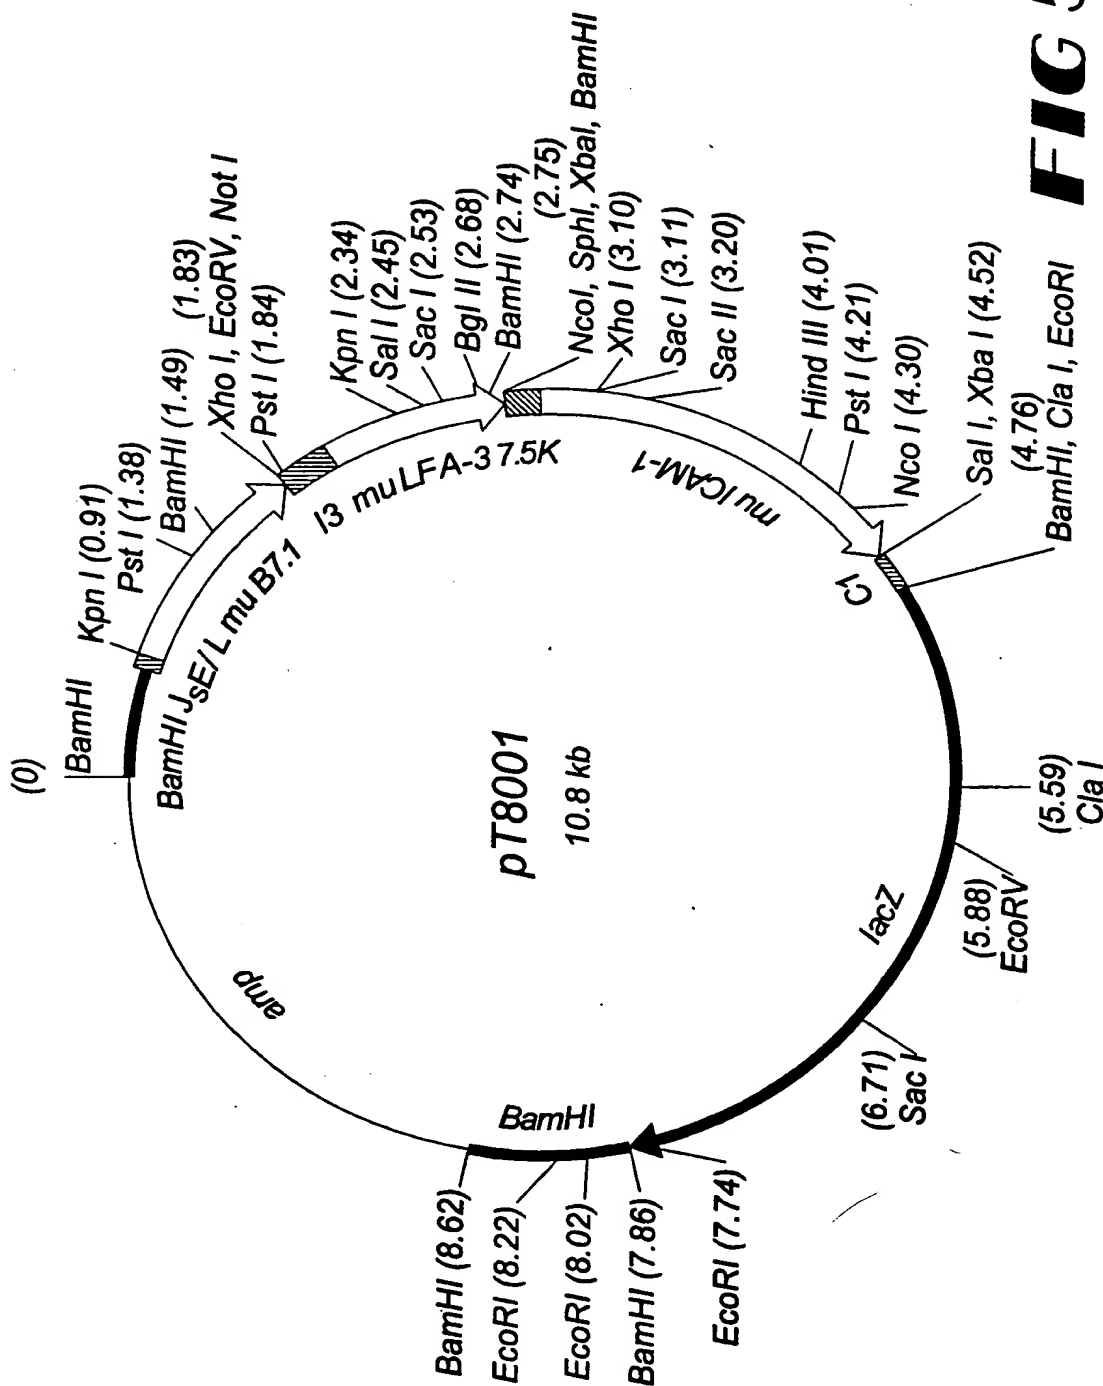 (0)
BamHI
Kpn I (0.91)
Pst I (1.38)
BamHI (1.49)
(1.83)
Xho I, EcoRV, Not I
Pst I (1.84)
Kpn I (2.34)
Sal I (2.45)
Sac I (2.53)
Bgl II (2.68)
BamHI (2.74)
(2.75)
NcoI, SphI, XbaI, BamHI
Xho I (3.10)
Sac I (3.11)
Sac II (3.20)
Hind III (4.01)
Pst I (4.21)
Nco I (4.30)
Sal I, Xba I (4.52)
(4.76)
BamHI, Cla I, EcoRI
(5.59)
Cla I
(5.88)
EcoRV
(6.71)
Sac I
EcoRI (7.74)
BamHI (7.86)
EcoRI (8.02)
EcoRI (8.22)
BamHI (8.62)
BamHI
amp
lacZ
BamHI JSE/L mu B7.1
I3 mu LFA-3 7.5K
mu ICAM-1
C1
pT8001
10.8 kb
FIG 5